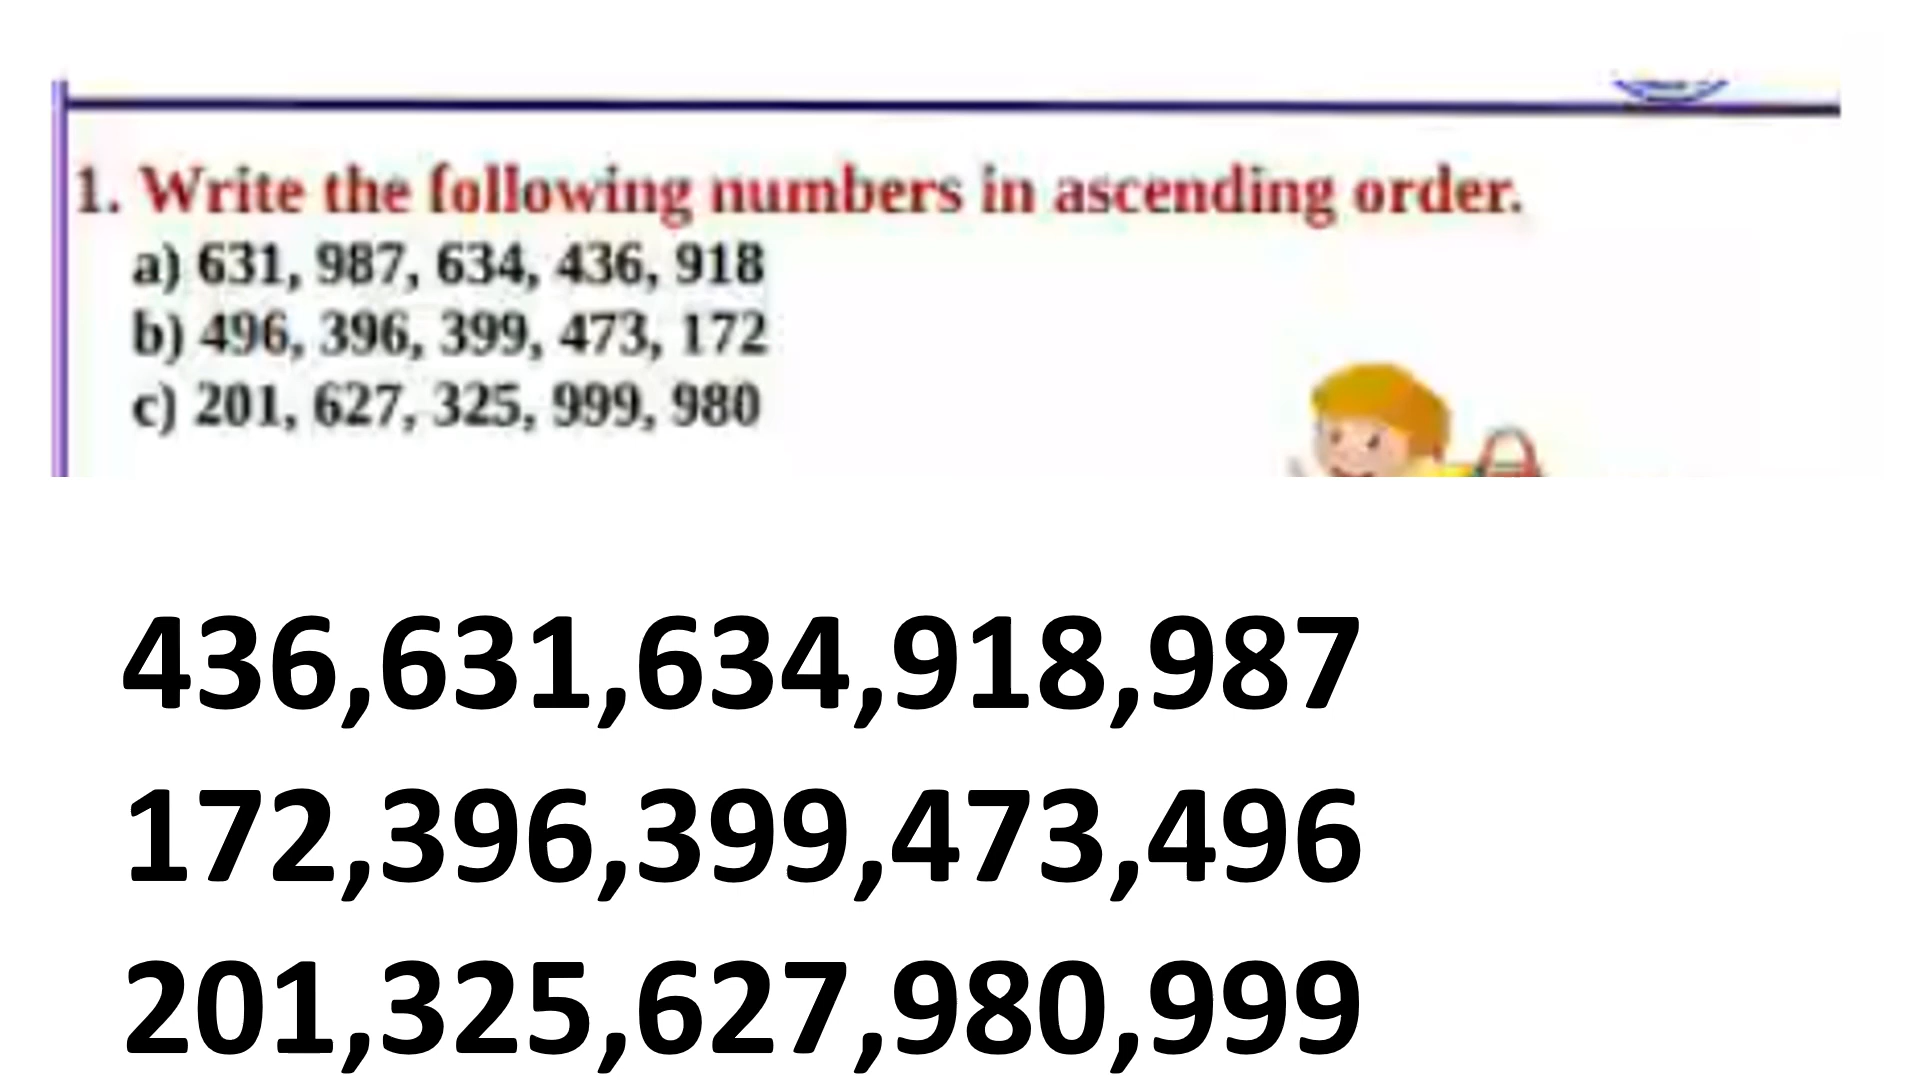 1. Write the following numbers in ascending order.
a) 631, 987, 634, 436, 918
b) 496, 396, 399, 473, 172
c) 201, 627, 325, 999, 980
436,631,634,918,987
172,396,399,473,496
201,325,627,980,999